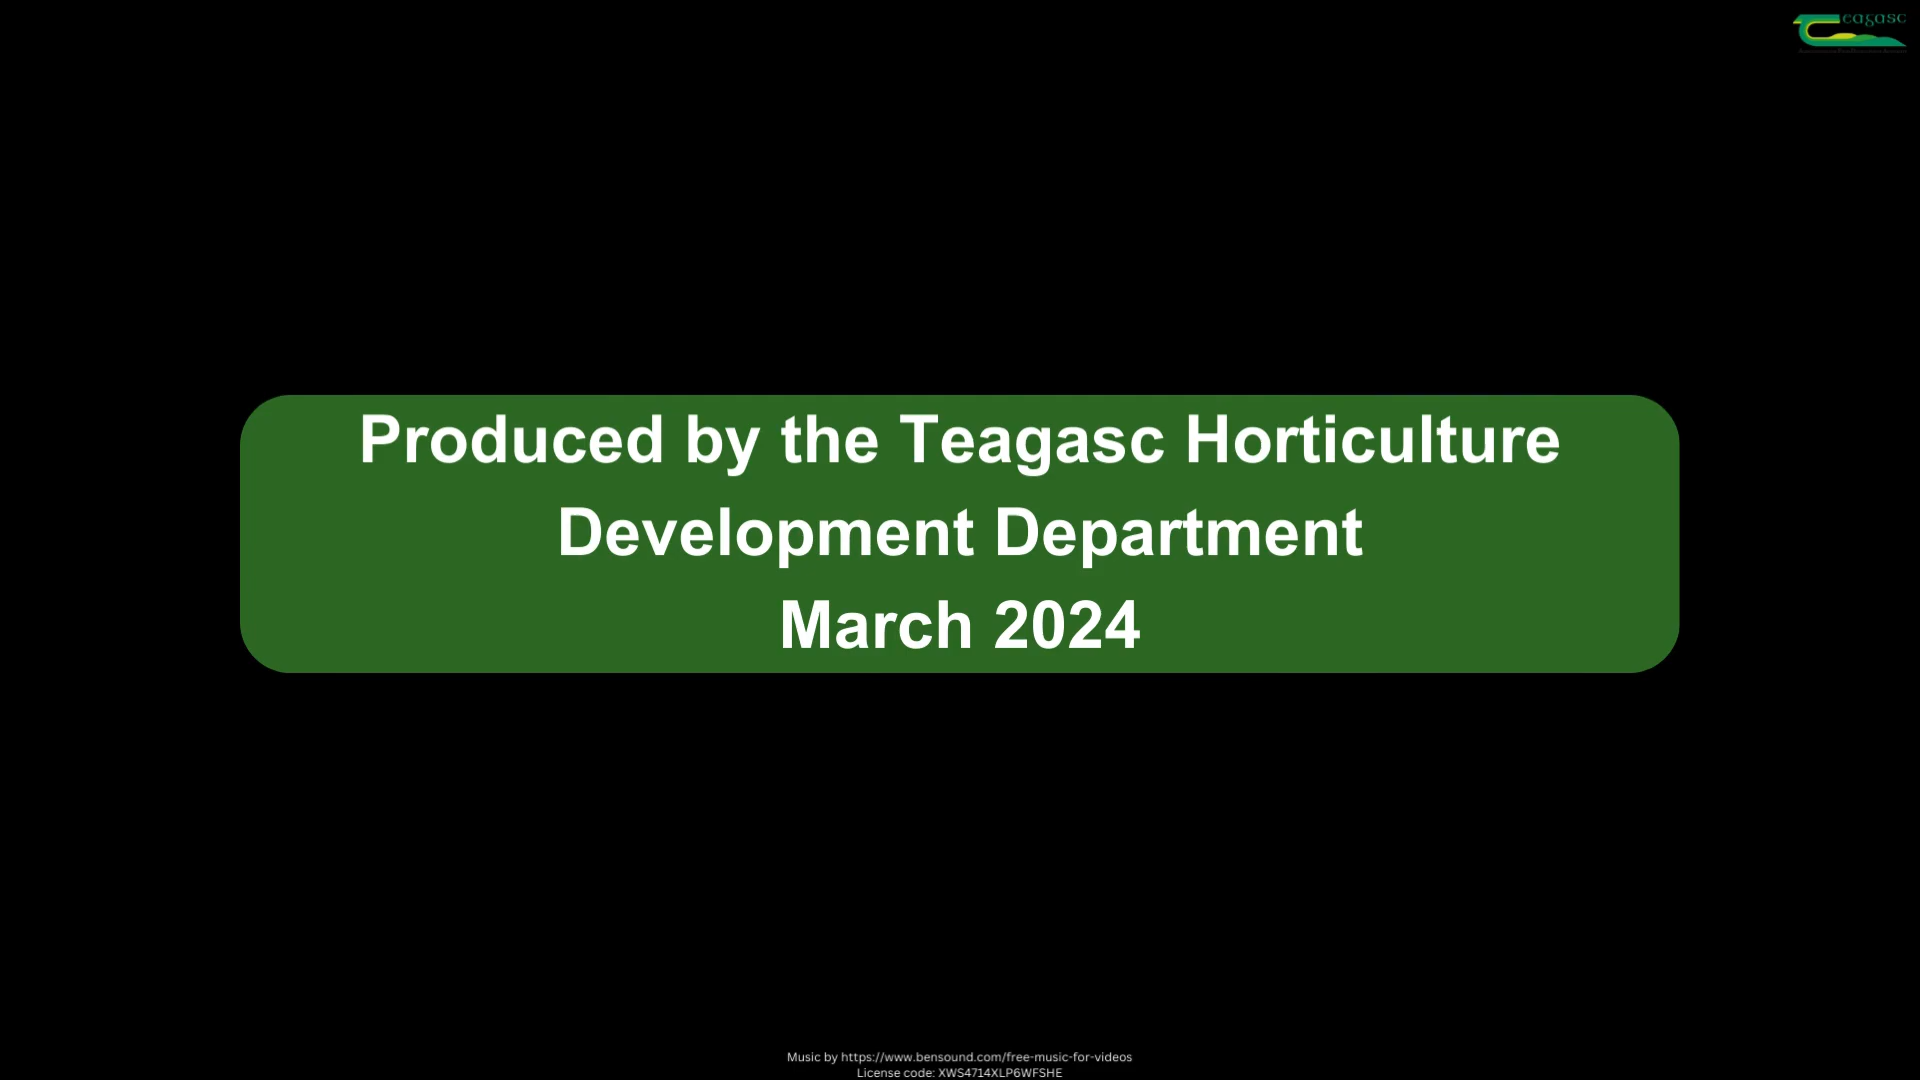 Teagasc
Produced by the Teagasc Horticulture
Development Department
March 2024
Music by https://www.bensound.com/free-music-for-videos
License code: XWS4714XLP6WFSHE